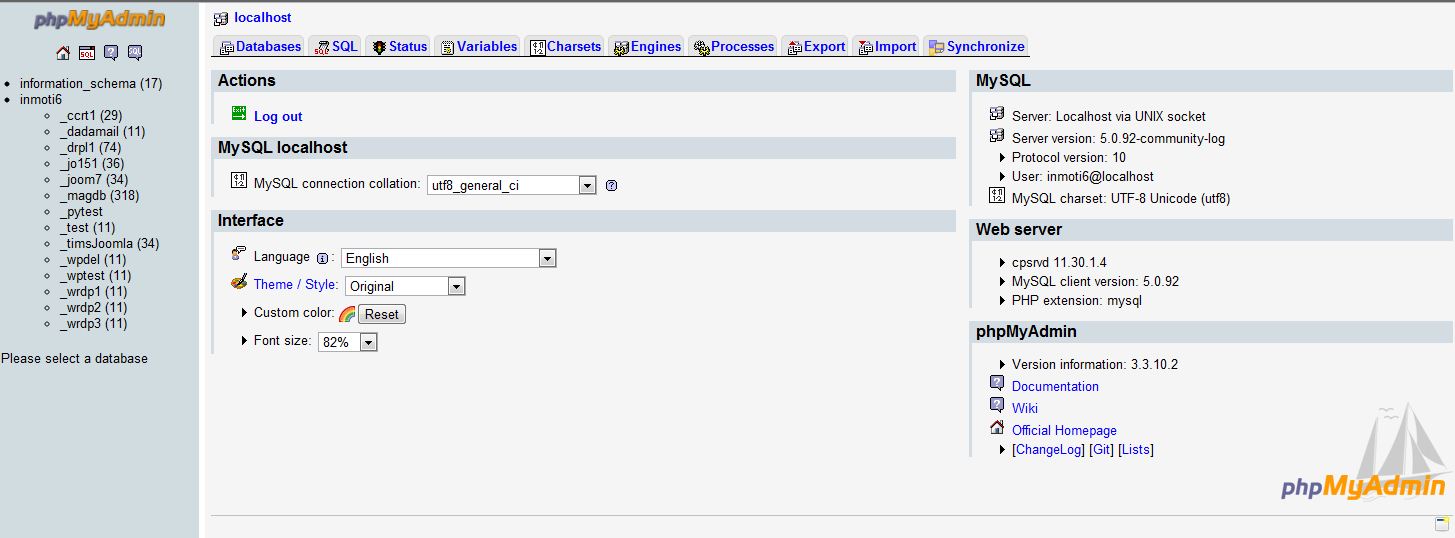 phpMyAdmin
SQL
SQL
information_schema (17)
inmoti6
_ccrt1 (29)
_dadamail (11)
_drpl1 (74)
_jo151 (36)
_joom7 (34)
_magdb (318)
_pytest
_test (11)
_timsJoomla (34)
_wpdel (11)
_wptest (11)
_wrdp1 (11)
_wrdp2 (11)
_wrdp3 (11)
Please select a database
localhost
Databases SQL Status Variables Charsets Engines Processes Export Import Synchronize
Actions
Exit Log out
MySQL localhost
MySQL connection collation: utf8_general_ci
Interface
Language : English
Theme / Style: Original
Custom color: Reset
Font size: 82%
MySQL
Server: Localhost via UNIX socket
Server version: 5.0.92-community-log
Protocol version: 10
User: inmoti6@localhost
MySQL charset: UTF-8 Unicode (utf8)
Web server
cpsrvd 11.30.1.4
MySQL client version: 5.0.92
PHP extension: mysql
phpMyAdmin
Version information: 3.3.10.2
Documentation
Wiki
Official Homepage
[ChangeLog] [Git] [Lists]
phpMyAdmin